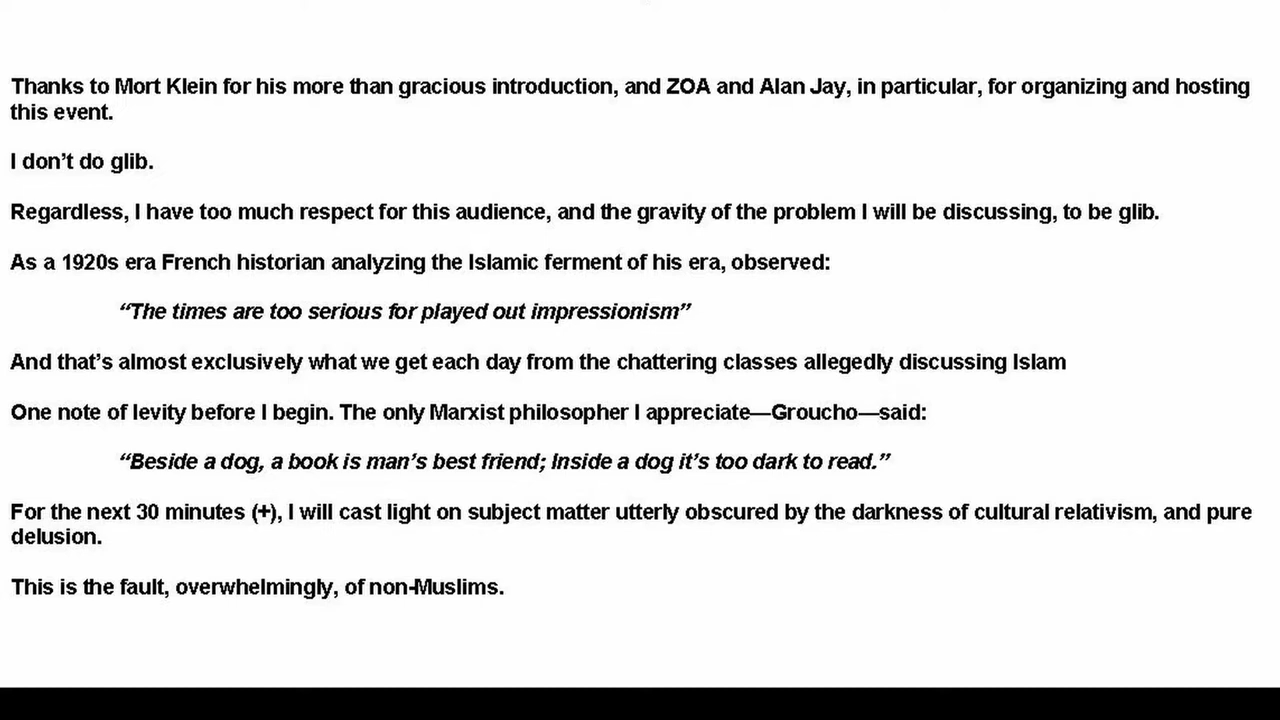 Thanks to Mort Klein for his more than gracious introduction, and ZOA and Alan Jay, in particular, for organizing and hosting
this event.
I don’t do glib.
Regardless, I have too much respect for this audience, and the gravity of the problem I will be discussing, to be glib.
As a 1920s era French historian analyzing the Islamic ferment of his era, observed:
“The times are too serious for played out impressionism”
And that’s almost exclusively what we get each day from the chattering classes allegedly discussing Islam
One note of levity before I begin. The only Marxist philosopher I appreciate—Groucho—said:
“Beside a dog, a book is man’s best friend; Inside a dog it’s too dark to read.”
For the next 30 minutes (+), I will cast light on subject matter utterly obscured by the darkness of cultural relativism, and pure
delusion.
This is the fault, overwhelmingly, of non-Muslims.